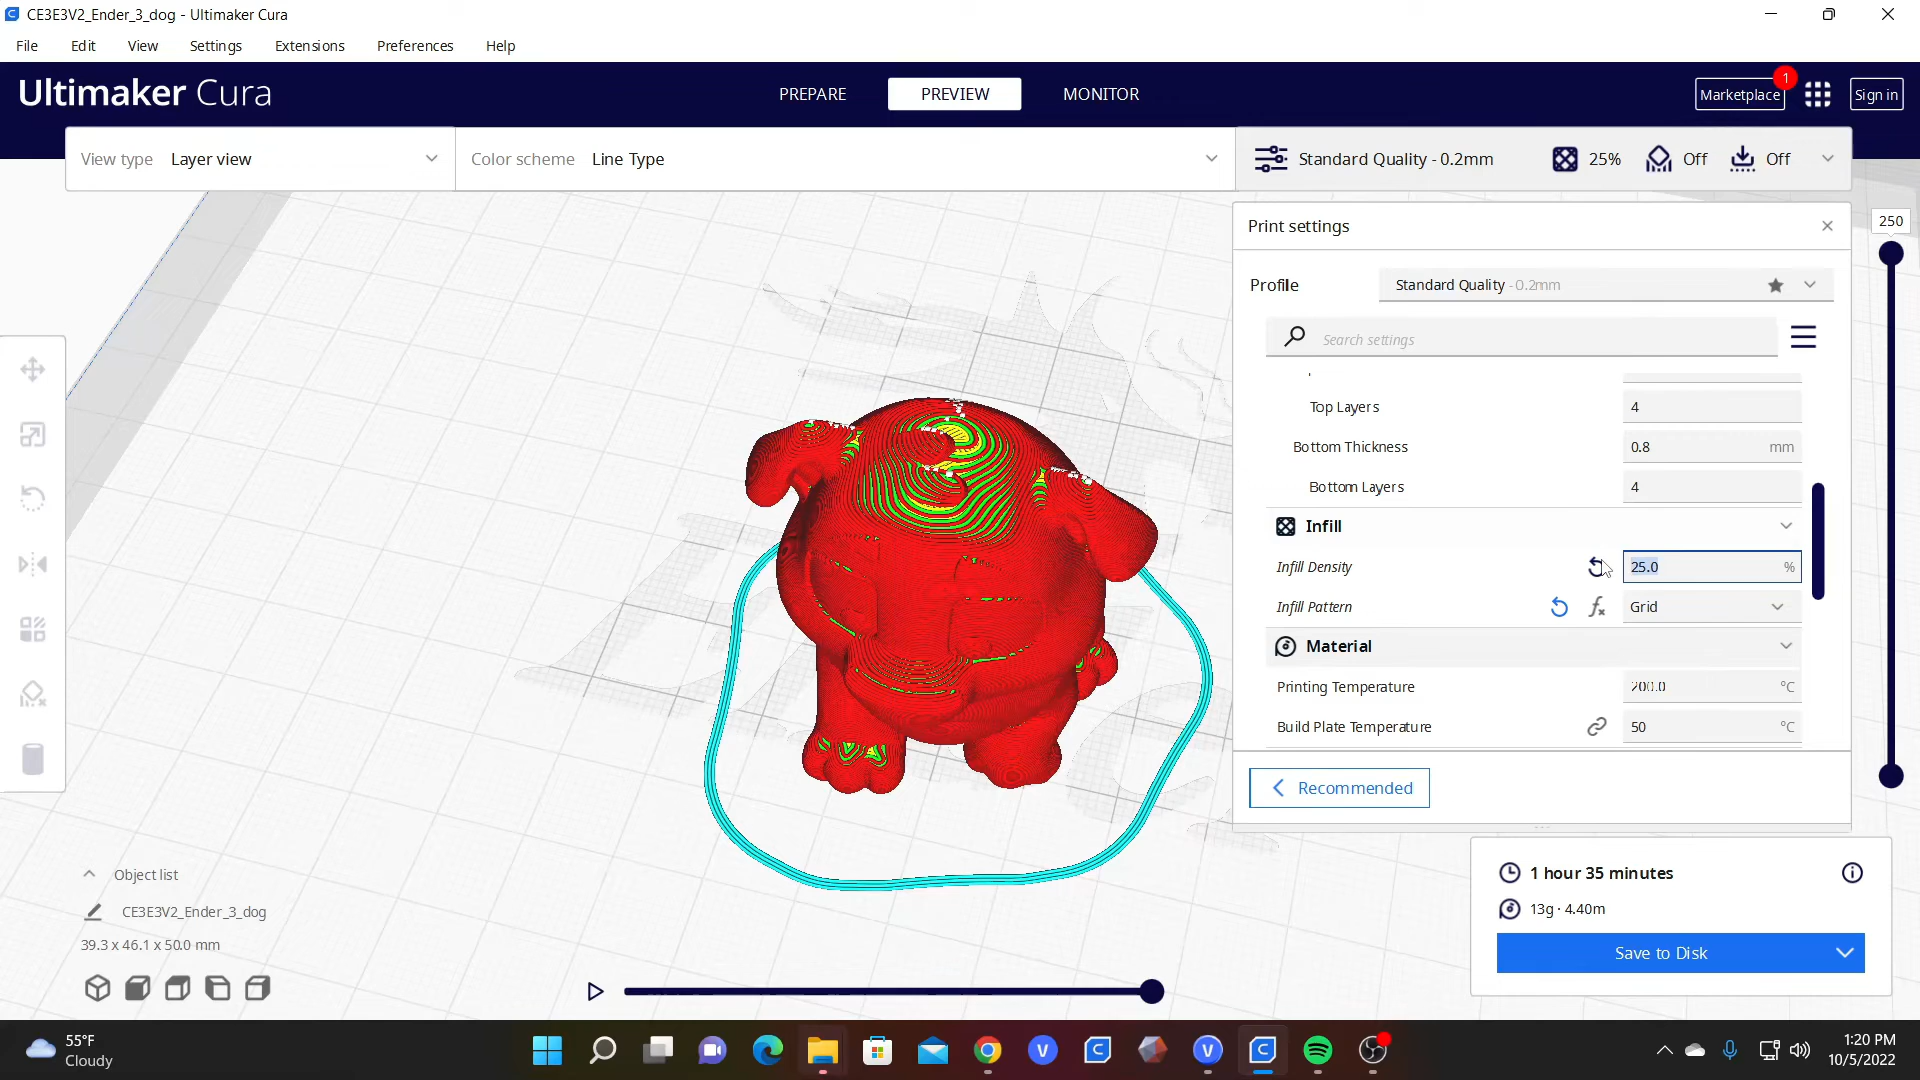 CE3E3V2_Ender_3_dog - Ultimaker Cura
File Edit View Settings Extensions Preferences Help
Ultimaker Cura
PREPARE PREVIEW MONITOR
Marketplace 1 Sign in
View type Layer view
Color scheme Line Type
Standard Quality - 0.2mm 25% Off Off
Print settings
250
Profile Standard Quality - 0.2mm
Search settings
Top Layers 4
Bottom Thickness 0.8 mm
Bottom Layers 4
Infill
Infill Density 25.0 %
Infill Pattern fx Grid
Material
Printing Temperature 200.0 °C
Build Plate Temperature 50 °C
Recommended
Object list
CE3E3V2_Ender_3_dog
39.3 x 46.1 x 50.0 mm
1 hour 35 minutes
13g · 4.40m
Save to Disk
55°F
Cloudy
1:20 PM
10/5/2022